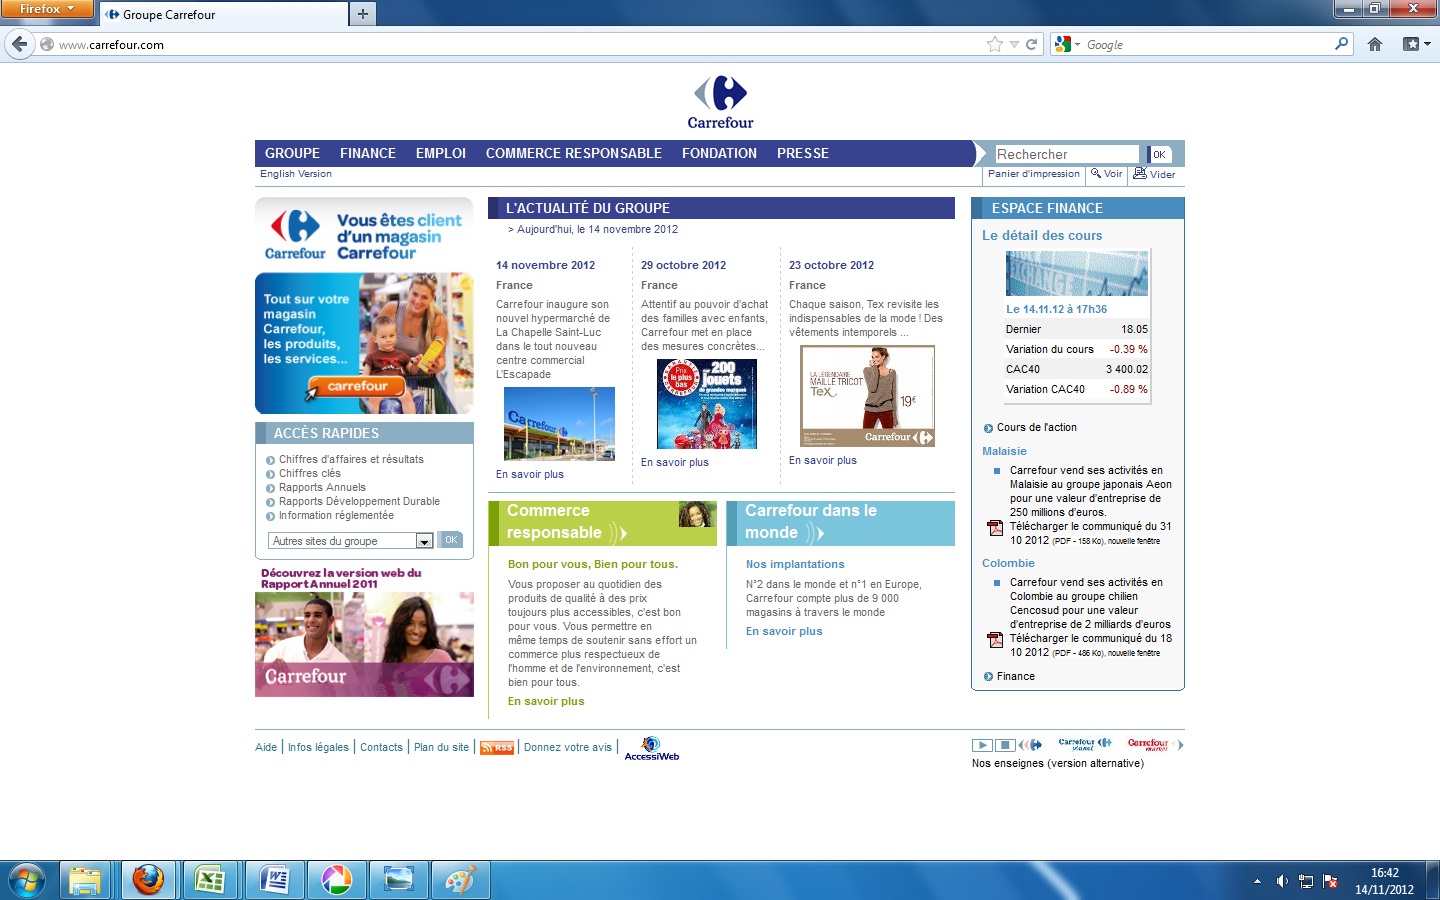 Firefox
Groupe Carrefour
www.carrefour.com
Google
Carrefour
GROUPE FINANCE EMPLOI COMMERCE RESPONSABLE FONDATION PRESSE
Rechercher OK
English Version
Panier d'impression Voir Vider
Vous êtes client
d'un magasin
Carrefour
Carrefour
Tout sur votre
magasin
Carrefour,
les produits,
les services...
carrefour
ACCÈS RAPIDES
Chiffres d'affaires et résultats
Chiffres clés
Rapports Annuels
Rapports Développement Durable
Information réglementée
Autres sites du groupe OK
Découvrez la version web du
Rapport Annuel 2011
Carrefour
L'ACTUALITÉ DU GROUPE
> Aujourd'hui, le 14 novembre 2012
14 novembre 2012
France
Carrefour inaugure son
nouvel hypermarché de
La Chapelle Saint-Luc
dans le tout nouveau
centre commercial
L'Escapade
Carrefour
En savoir plus
29 octobre 2012
France
Attentif au pouvoir d'achat
des familles avec enfants,
Carrefour met en place
des mesures concrètes...
Prix
le plus
bas
200
jouets
de grandes marques
En savoir plus
23 octobre 2012
France
Chaque saison, Tex revisite les
indispensables de la mode ! Des
vêtements intemporels ...
LA LÉGENDAIRE
MAILLE TRICOT
TEX
19€
Carrefour
En savoir plus
Commerce
responsable
Bon pour vous, Bien pour tous.
Vous proposer au quotidien des
produits de qualité à des prix
toujours plus accessibles, c'est bon
pour vous. Vous permettre en
même temps de soutenir sans effort un
commerce plus respectueux de
l'homme et de l'environnement, c'est
bien pour tous.
En savoir plus
Carrefour dans le
monde
Nos implantations
N°2 dans le monde et n°1 en Europe,
Carrefour compte plus de 9 000
magasins à travers le monde
En savoir plus
ESPACE FINANCE
Le détail des cours
EXCHANGE
Le 14.11.12 à 17h36
Dernier 18.05
Variation du cours -0.39 %
CAC40 3 400.02
Variation CAC40 -0.89 %
Cours de l'action
Malaisie
Carrefour vend ses activités en
Malaisie au groupe japonais Aeon
pour une valeur d'entreprise de
250 millions d'euros.
Télécharger le communiqué du 31
10 2012 (PDF - 158 Ko), nouvelle fenêtre
Colombie
Carrefour vend ses activités en
Colombie au groupe chilien
Cencosud pour une valeur
d'entreprise de 2 milliards d'euros
Télécharger le communiqué du 18
10 2012 (PDF - 486 Ko), nouvelle fenêtre
Finance
Aide | Infos légales | Contacts | Plan du site | RSS | Donnez votre avis |
AccessiWeb
Carrefour planet
Carrefour market
Nos enseignes (version alternative)
16:42
14/11/2012